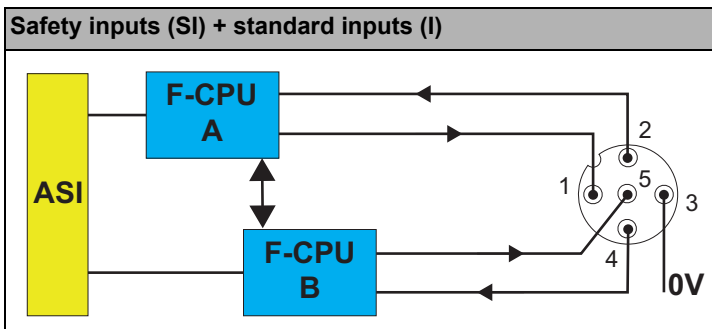 Safety inputs (SI) + standard inputs (I)
F-CPU
A
2
ASI
1
5
3
F-CPU
B
4
0V